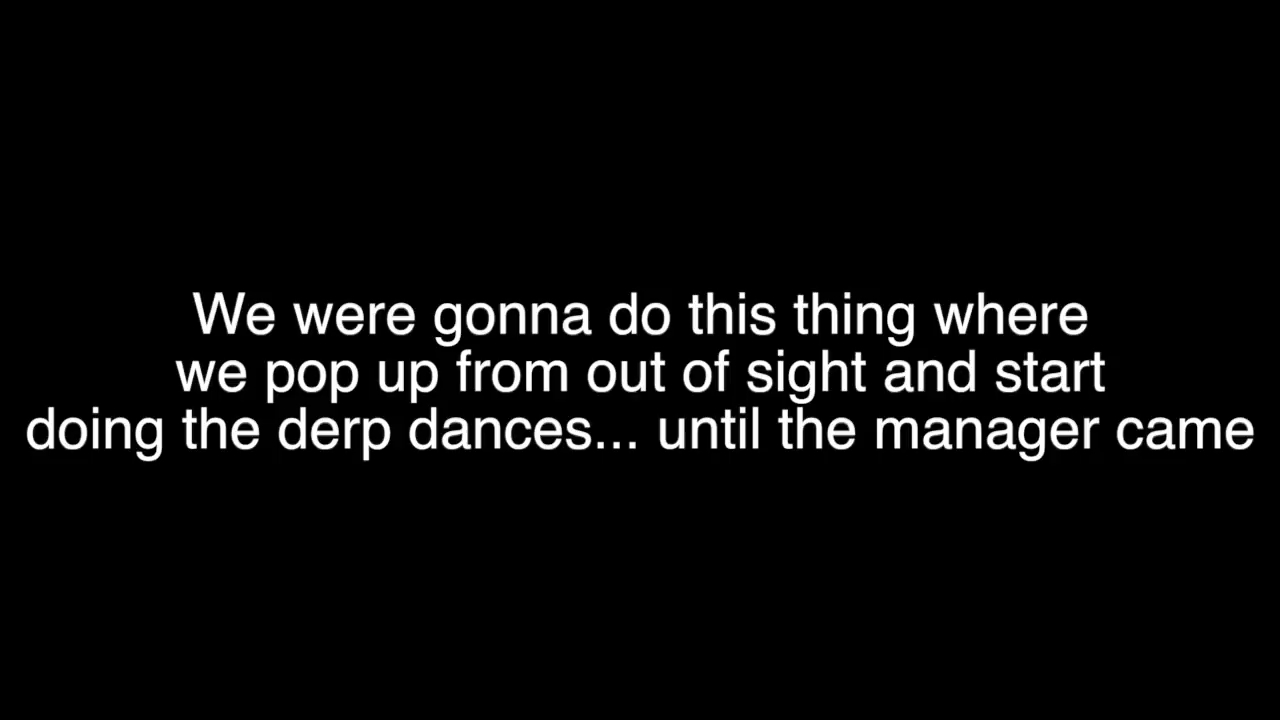 We were gonna do this thing where
we pop up from out of sight and start
doing the derp dances... until the manager came